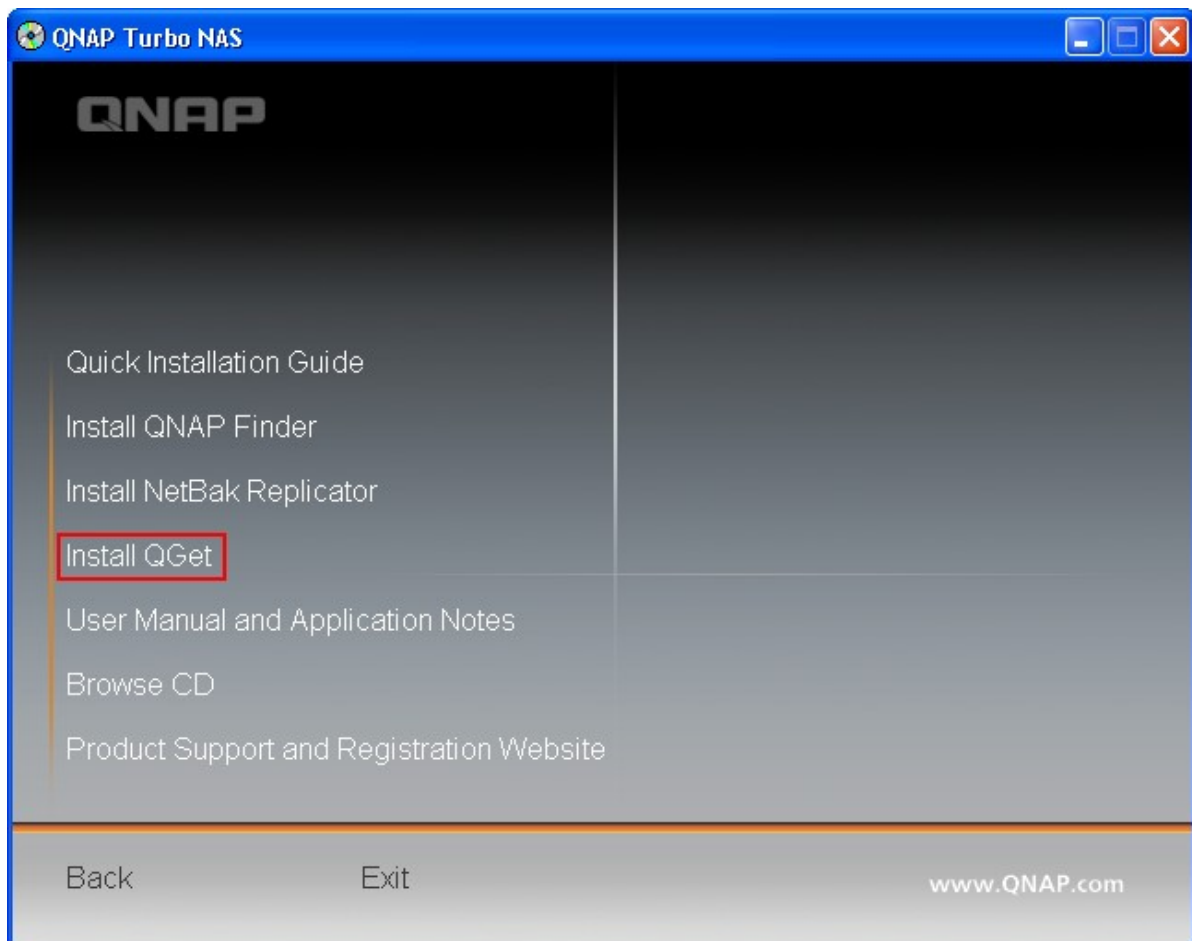 QNAP Turbo NAS
QNAP
Quick Installation Guide
Install QNAP Finder
Install NetBak Replicator
Install QGet
User Manual and Application Notes
Browse CD
Product Support and Registration Website
Back Exit www.QNAP.com